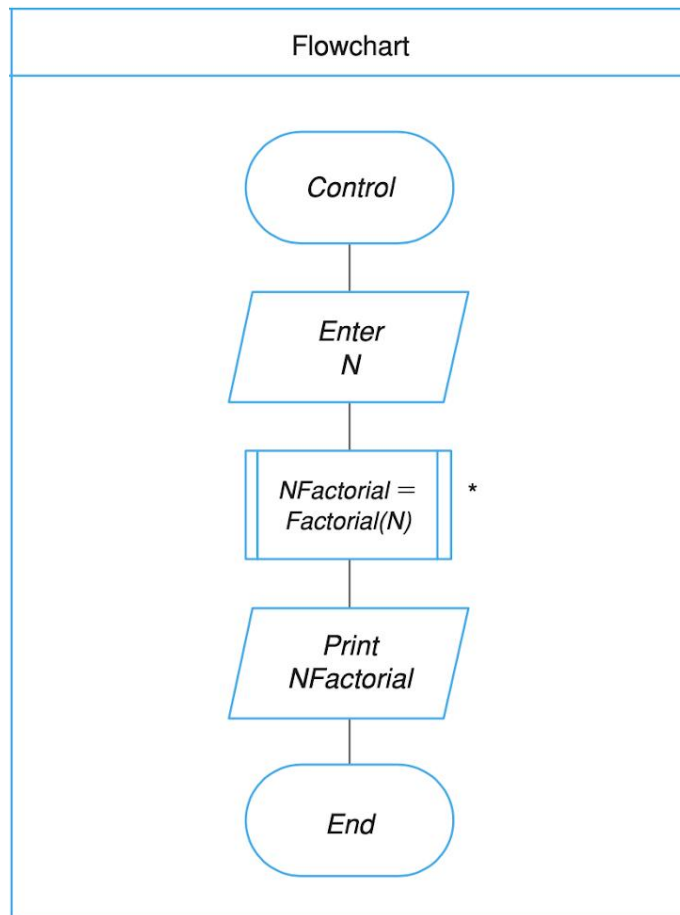 Flowchart
Control
Enter
N
NFactorial =
Factorial(N)
*
Print
NFactorial
End